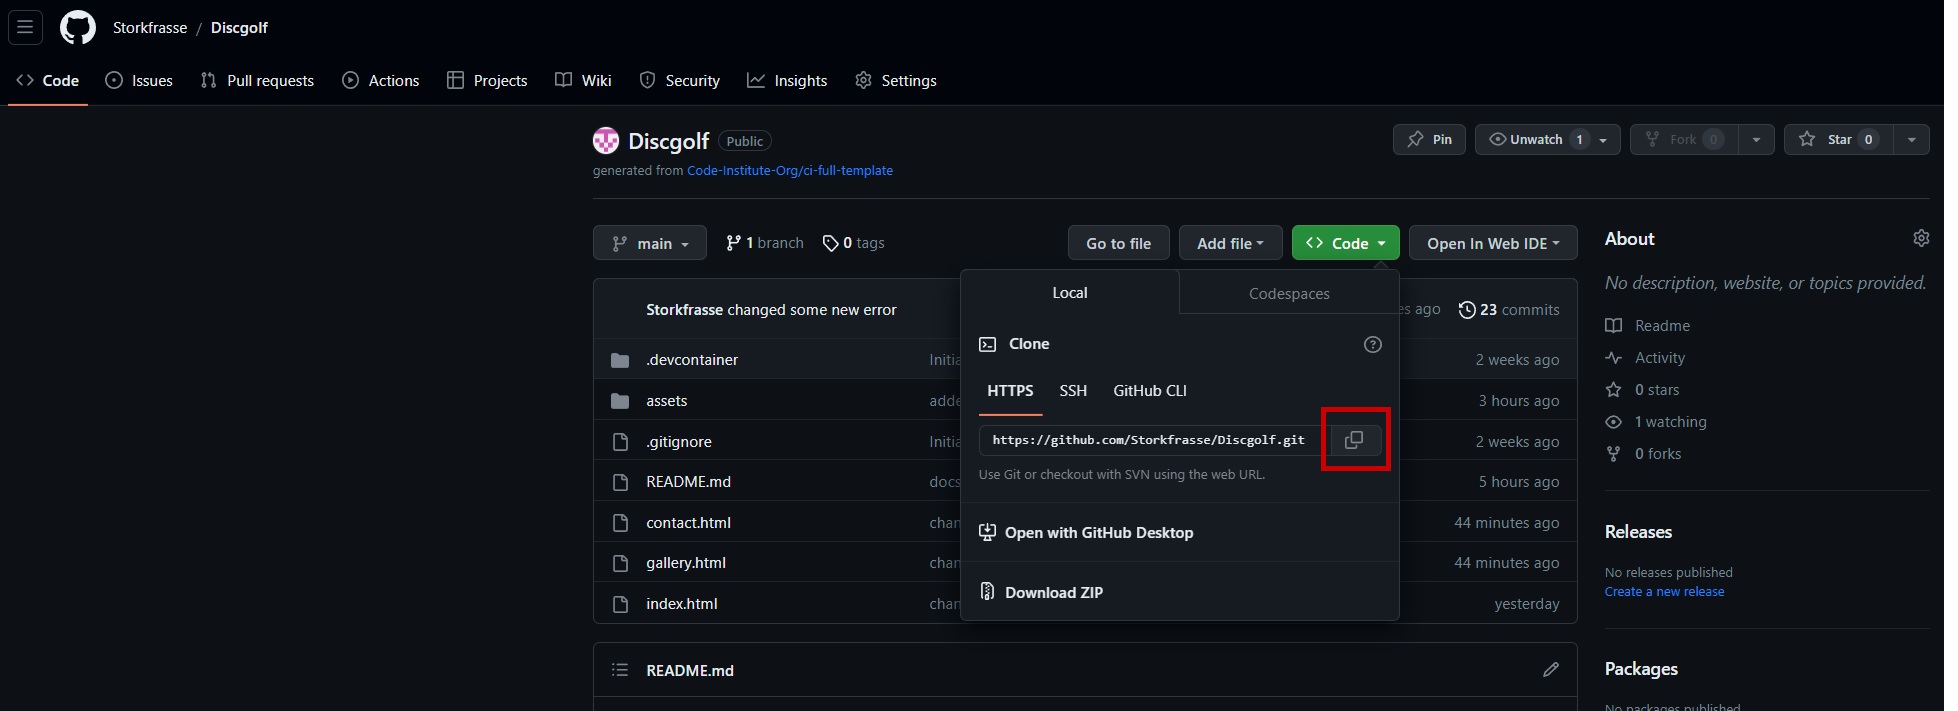 Storkfrasse / Discgolf
Code Issues Pull requests Actions Projects Wiki Security Insights Settings
Discgolf Public
Pin Unwatch 1 Fork 0 Star 0
generated from Code-Institute-Org/ci-full-template
main 1 branch 0 tags Go to file Add file Code Open In Web IDE
Storkfrasse changed some new error es ago 23 commits
.devcontainer Initia 2 weeks ago
assets adde 3 hours ago
.gitignore Initia 2 weeks ago
README.md docs 5 hours ago
contact.html chan 44 minutes ago
gallery.html chan 44 minutes ago
index.html chan yesterday
Local Codespaces
Clone
HTTPS SSH GitHub CLI
https://github.com/Storkfrasse/Discgolf.git
Use Git or checkout with SVN using the web URL.
Open with GitHub Desktop
Download ZIP
README.md
About
No description, website, or topics provided.
Readme
Activity
0 stars
1 watching
0 forks
Releases
No releases published
Create a new release
Packages
No packages published